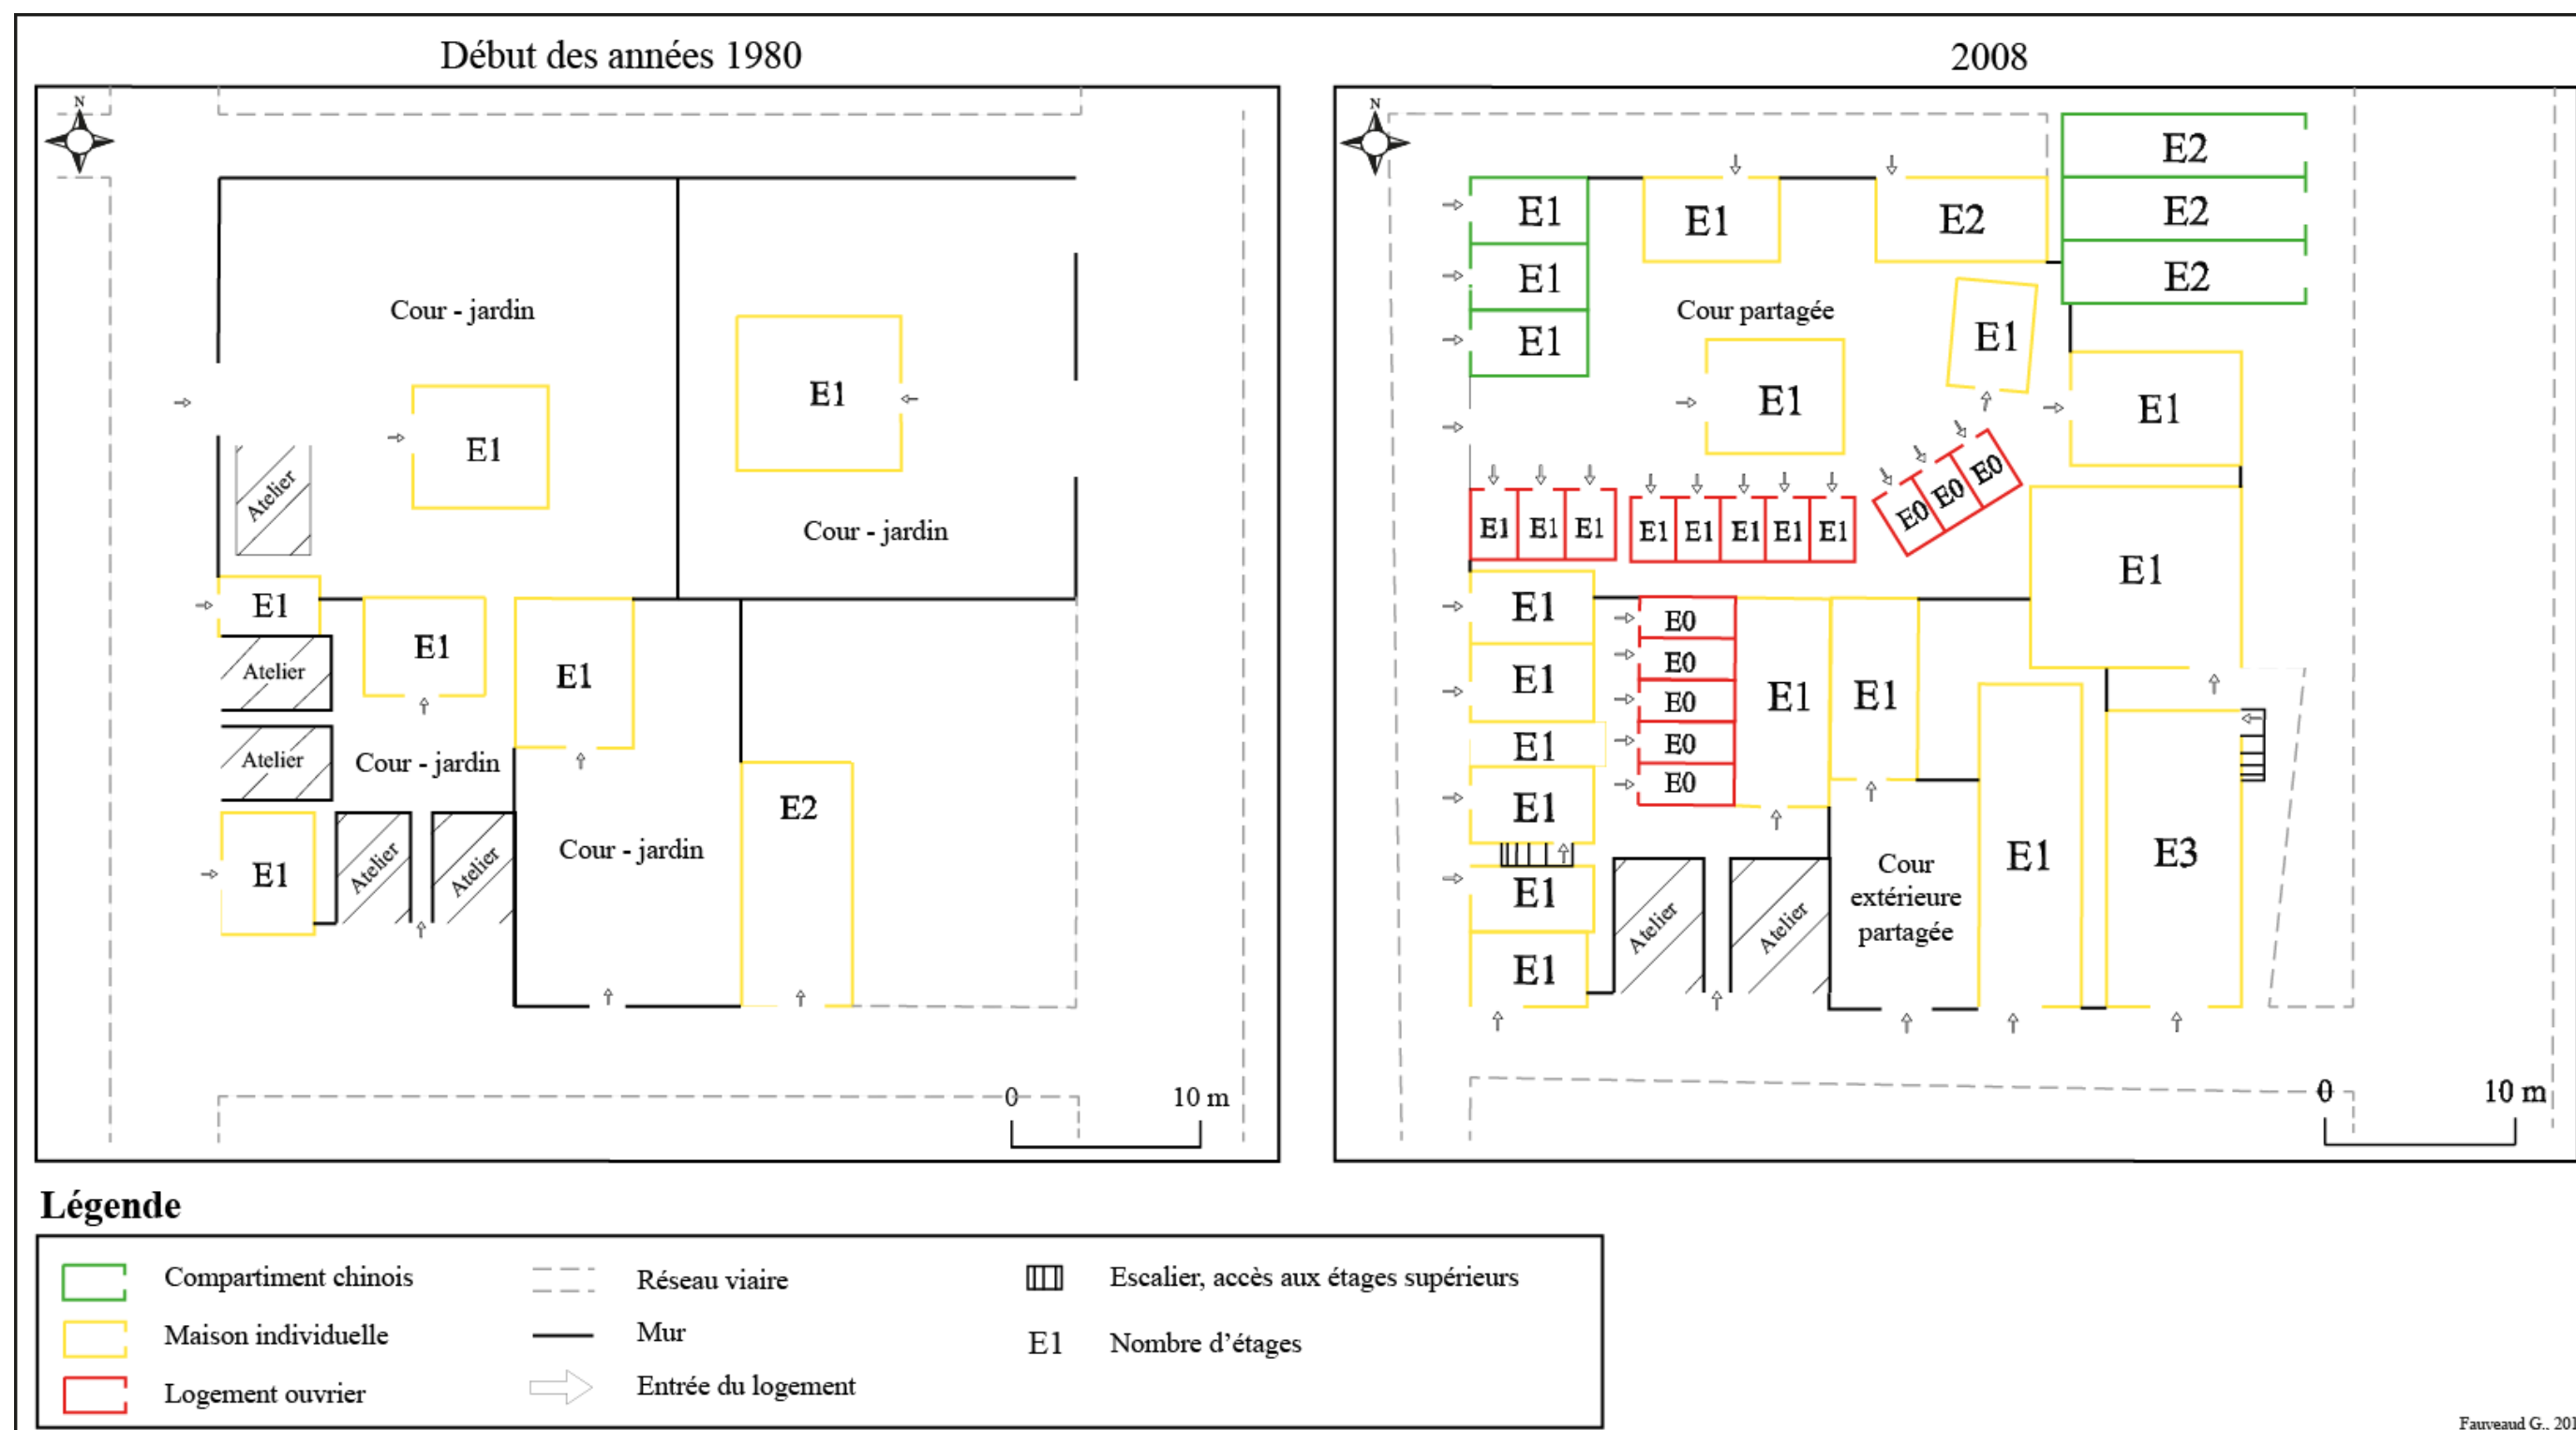 Début des années 1980
N
Cour - jardin
E1
E1
Atelier
Cour - jardin
E1
E1
E1
Atelier
Atelier
Cour - jardin
E2
E1
Atelier
Atelier
Cour - jardin
0 10 m
2008
N
E2
E1
E1
E2
E2
E1
E2
Cour partagée
E1
E1
E1
E1
E1 E1 E1
E1 E1 E1 E1 E1
E0 E0 E0
E1
E1
E0
E1
E0
E1
E1
E0
E1
E0
E0
E1
E1
E1
E1
Atelier
Atelier
Cour
extérieure
partagée
E1
E3
0 10 m
Légende
Compartiment chinois
Maison individuelle
Logement ouvrier
Réseau viaire
Mur
Entrée du logement
Escalier, accès aux étages supérieurs
E1 Nombre d’étages
Fauveaud G., 201